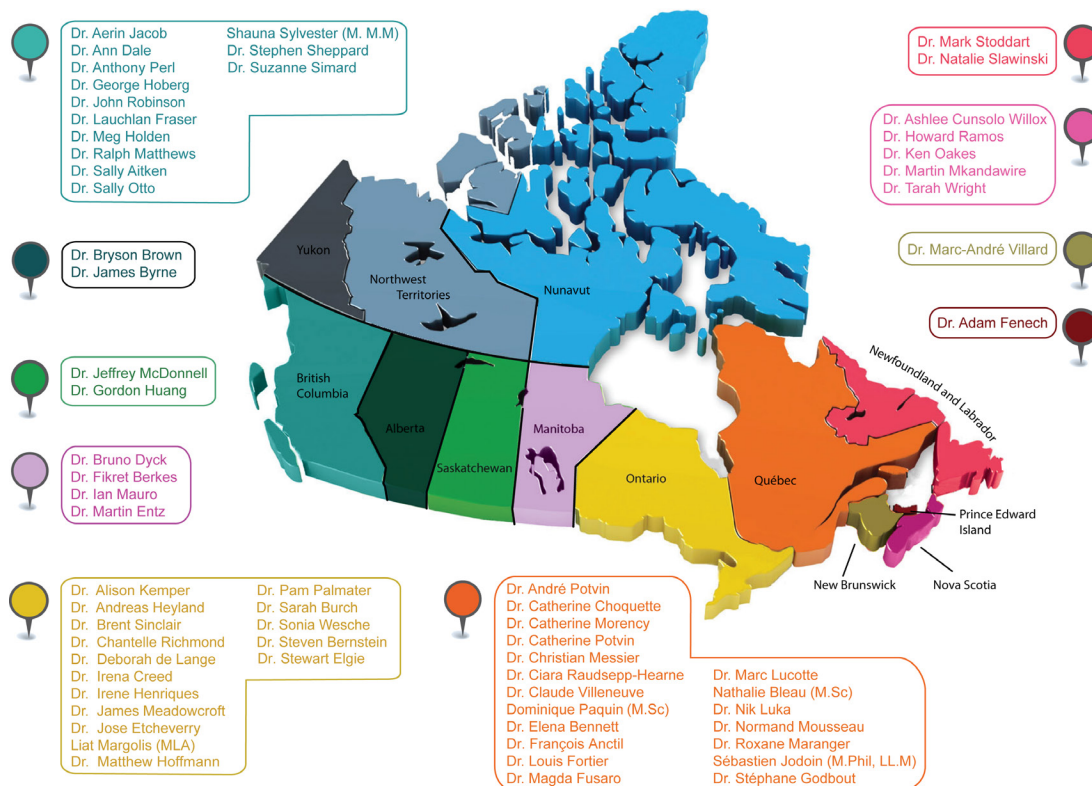 Dr. Aerin Jacob
Dr. Ann Dale
Dr. Anthony Perl
Dr. George Hoberg
Dr. John Robinson
Dr. Lauchlan Fraser
Dr. Meg Holden
Dr. Ralph Matthews
Dr. Sally Aitken
Dr. Sally Otto
Shauna Sylvester (M. M.M)
Dr. Stephen Sheppard
Dr. Suzanne Simard
Dr. Mark Stoddart
Dr. Natalie Slawinski
Dr. Ashlee Cunsolo Willox
Dr. Howard Ramos
Dr. Ken Oakes
Dr. Martin Mkandawire
Dr. Tarah Wright
Dr. Bryson Brown
Dr. James Byrne
Dr. Marc-André Villard
Dr. Adam Fenech
Dr. Jeffrey McDonnell
Dr. Gordon Huang
Dr. Bruno Dyck
Dr. Fikret Berkes
Dr. Ian Mauro
Dr. Martin Entz
Yukon
Northwest
Territories
Nunavut
British
Columbia
Alberta
Saskatchewan
Manitoba
Ontario
Québec
Newfoundland and Labrador
Prince Edward
Island
New Brunswick
Nova Scotia
Dr. Alison Kemper
Dr. Andreas Heyland
Dr. Brent Sinclair
Dr. Chantelle Richmond
Dr. Deborah de Lange
Dr. Irena Creed
Dr. Irene Henriques
Dr. James Meadowcroft
Dr. Jose Etcheverry
Liat Margolis (MLA)
Dr. Matthew Hoffmann
Dr. Pam Palmater
Dr. Sarah Burch
Dr. Sonia Wesche
Dr. Steven Bernstein
Dr. Stewart Elgie
Dr. André Potvin
Dr. Catherine Choquette
Dr. Catherine Morency
Dr. Catherine Potvin
Dr. Christian Messier
Dr. Ciara Raudsepp-Hearne
Dr. Claude Villeneuve
Dominique Paquin (M.Sc)
Dr. Elena Bennett
Dr. François Anctil
Dr. Louis Fortier
Dr. Magda Fusaro
Dr. Marc Lucotte
Nathalie Bleau (M.Sc)
Dr. Nik Luka
Dr. Normand Mousseau
Dr. Roxane Maranger
Sébastien Jodoin (M.Phil, LL.M)
Dr. Stéphane Godbout